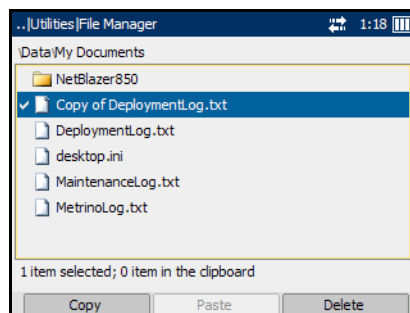 ..|Utilities|File Manager 1:18
\Data\My Documents
NetBlazer850
Copy of DeploymentLog.txt
DeploymentLog.txt
desktop.ini
MaintenanceLog.txt
MetrinoLog.txt
1 item selected; 0 item in the clipboard
Copy Paste Delete